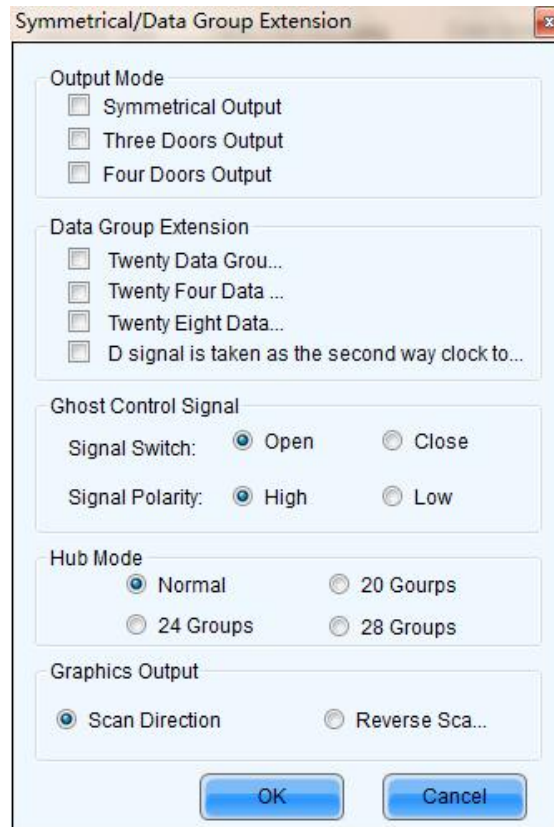 Symmetrical/Data Group Extension
Output Mode
Symmetrical Output
Three Doors Output
Four Doors Output
Data Group Extension
Twenty Data Grou...
Twenty Four Data ...
Twenty Eight Data...
D signal is taken as the second way clock to...
Ghost Control Signal
Signal Switch: Open Close
Signal Polarity: High Low
Hub Mode
Normal 20 Gourps
24 Groups 28 Groups
Graphics Output
Scan Direction Reverse Sca...
OK Cancel